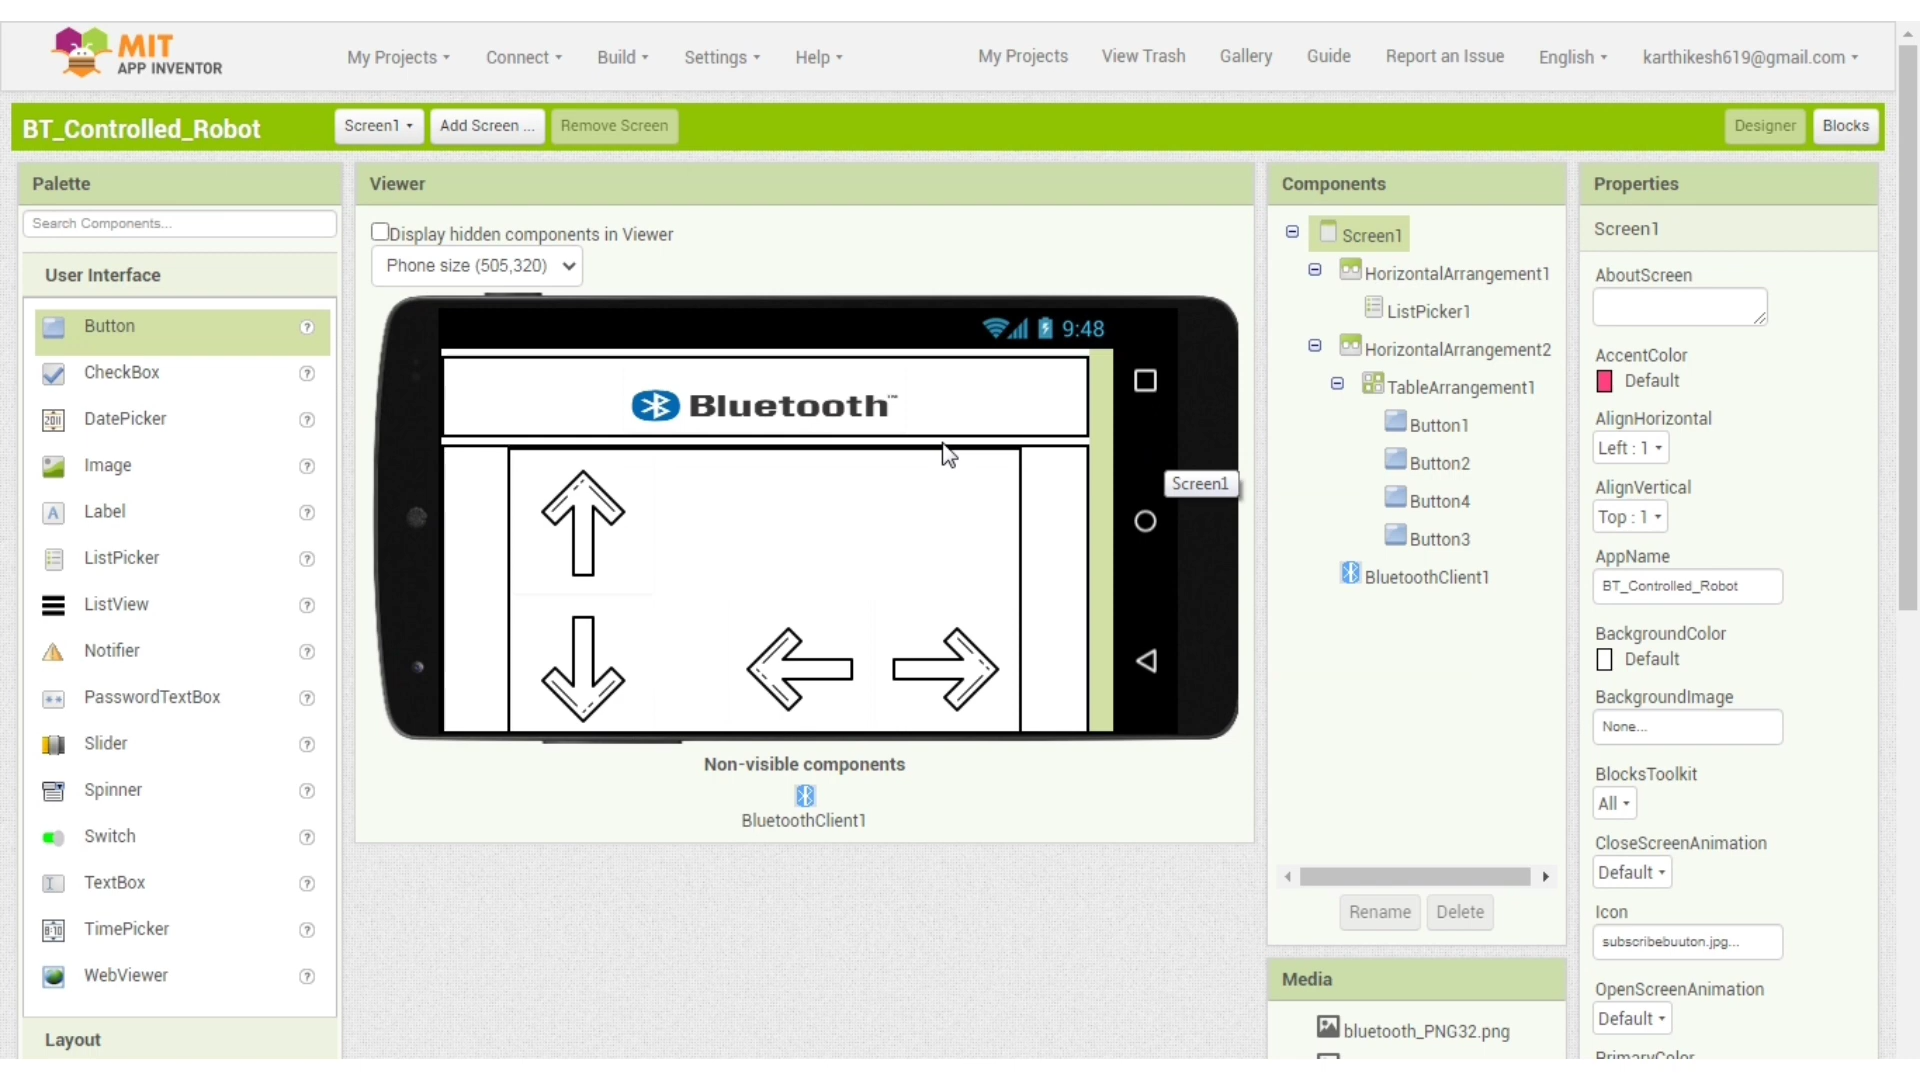 MIT
APP INVENTOR
My Projects
Connect
Build
Settings
Help
My Projects
View Trash
Gallery
Guide
Report an Issue
English
karthikesh619@gmail.com
BT_Controlled_Robot
Screen1
Add Screen ...
Remove Screen
Designer
Blocks
Palette
Search Components...
User Interface
Button
?
CheckBox
?
DatePicker
?
Image
?
Label
?
ListPicker
?
ListView
?
Notifier
?
PasswordTextBox
?
Slider
?
Spinner
?
Switch
?
TextBox
?
TimePicker
?
WebViewer
?
Layout
Viewer
Display hidden components in Viewer
Phone size (505,320)
9:48
Bluetooth™
Screen1
Non-visible components
BluetoothClient1
Components
Screen1
HorizontalArrangement1
ListPicker1
HorizontalArrangement2
TableArrangement1
Button1
Button2
Button4
Button3
BluetoothClient1
Rename
Delete
Media
bluetooth_PNG32.png
Properties
Screen1
AboutScreen
AccentColor
Default
AlignHorizontal
Left : 1
AlignVertical
Top : 1
AppName
BT_Controlled_Robot
BackgroundColor
Default
BackgroundImage
None...
BlocksToolkit
All
CloseScreenAnimation
Default
Icon
subscribebuuton.jpg...
OpenScreenAnimation
Default
PrimaryColor